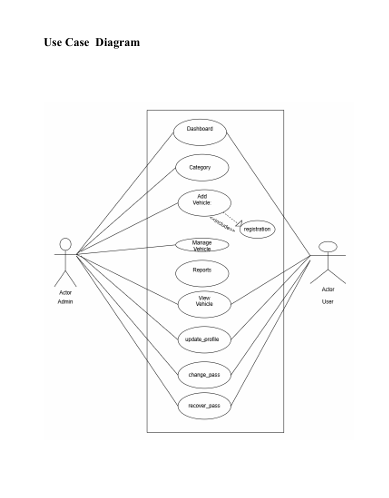 Use Case Diagram
Dashboard
Category
Add
Vehicle
<<include>>
registration
Manage
Vehicle
Reports
View
Vehicle
update_profile
change_pass
recover_pass
Actor
Admin
Actor
User